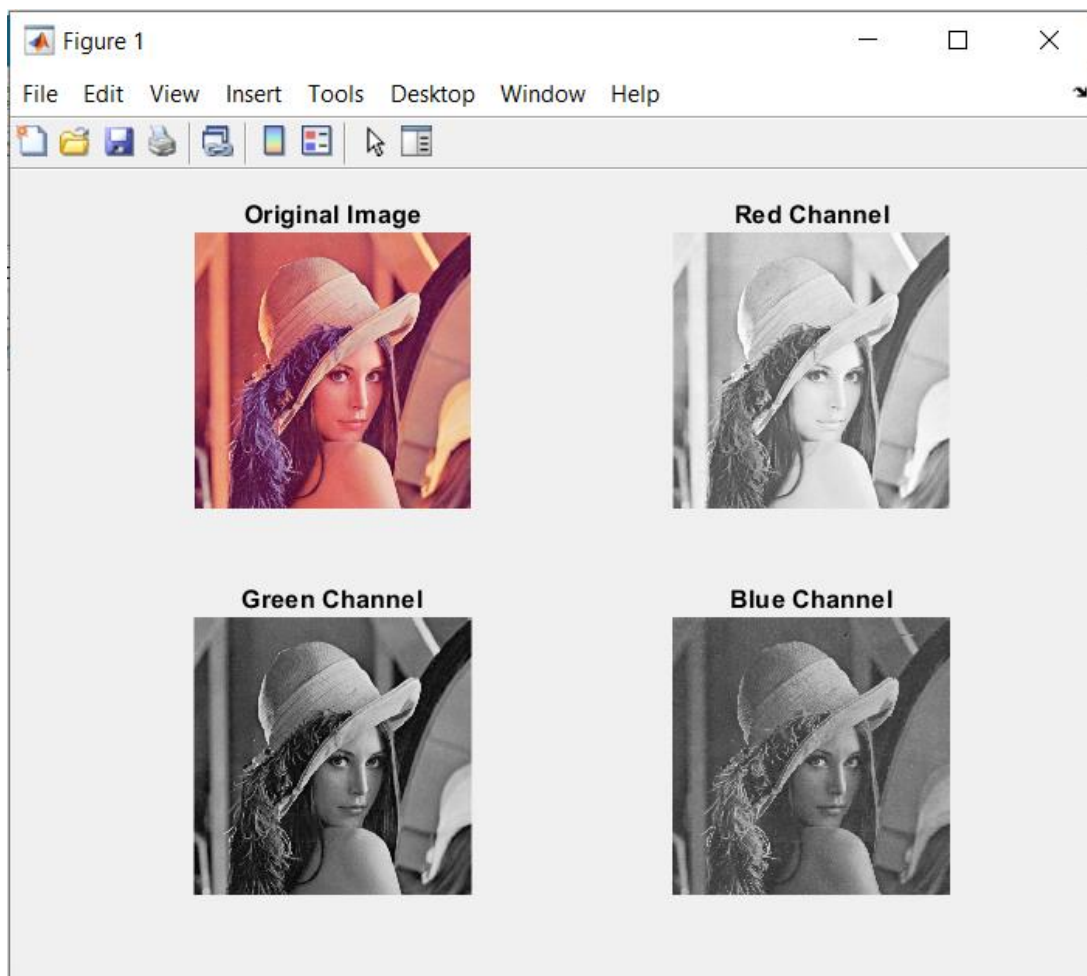 Figure 1
File Edit View Insert Tools Desktop Window Help
Original Image
Red Channel
Green Channel
Blue Channel